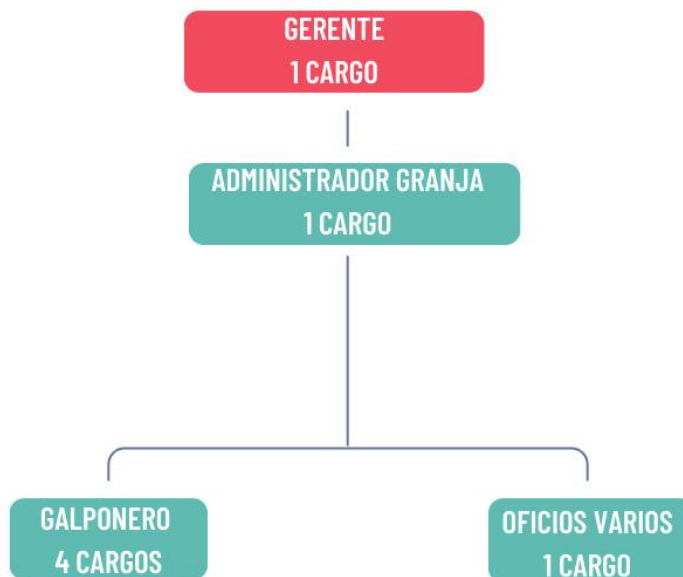 GERENTE
1 CARGO
ADMINISTRADOR GRANJA
1 CARGO
GALPONERO
4 CARGOS
OFICIOS VARIOS
1 CARGO